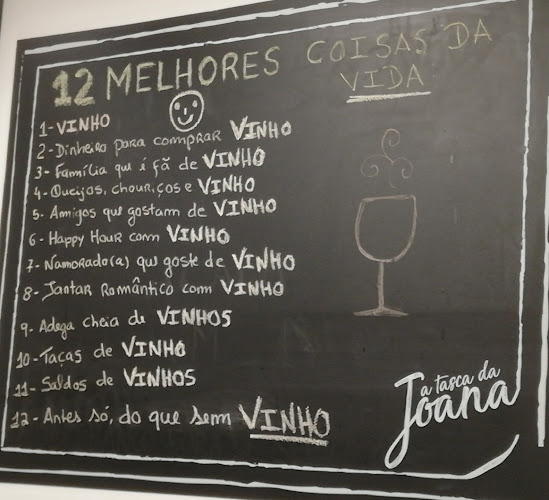 12 MELHORES COISAS DA
VIDA
1- VINHO
2- Dinheiro para comprar VINHO
3- Família que é fã de VINHO
4- Queijos, chouriços e VINHO
5- Amigos que gostam de VINHO
6- Happy Hour com VINHO
7- Namorado(a) que goste de VINHO
8- Jantar Romântico com VINHO
9- Adega cheia de VINHOS
10- Taças de VINHO
11- Saldos de VINHOS
12- Antes só, do que sem VINHO
a tasca da
Joana